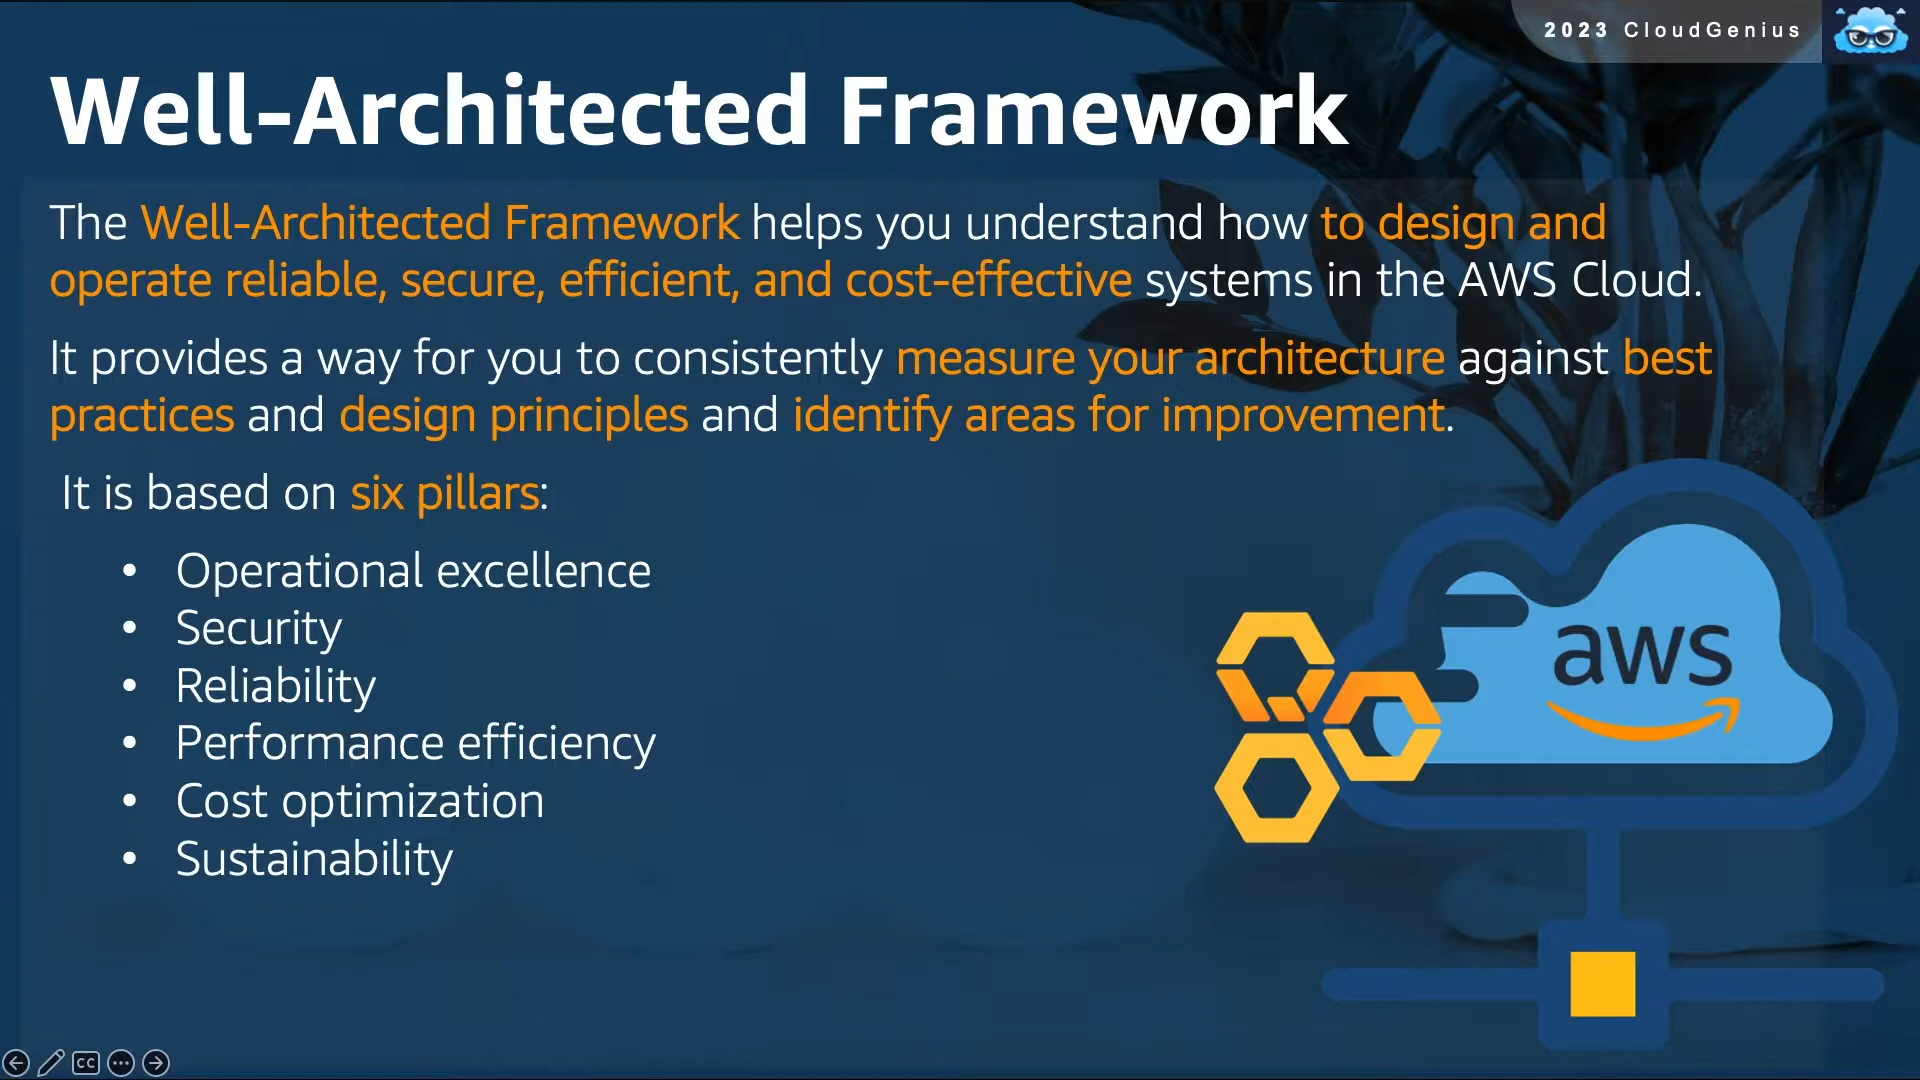 2023 CloudGenius
Well-Architected Framework
The Well-Architected Framework helps you understand how to design and
operate reliable, secure, efficient, and cost-effective systems in the AWS Cloud.
It provides a way for you to consistently measure your architecture against best
practices and design principles and identify areas for improvement.
It is based on six pillars:
• Operational excellence
• Security
• Reliability
• Performance efficiency
• Cost optimization
• Sustainability
aws
CC